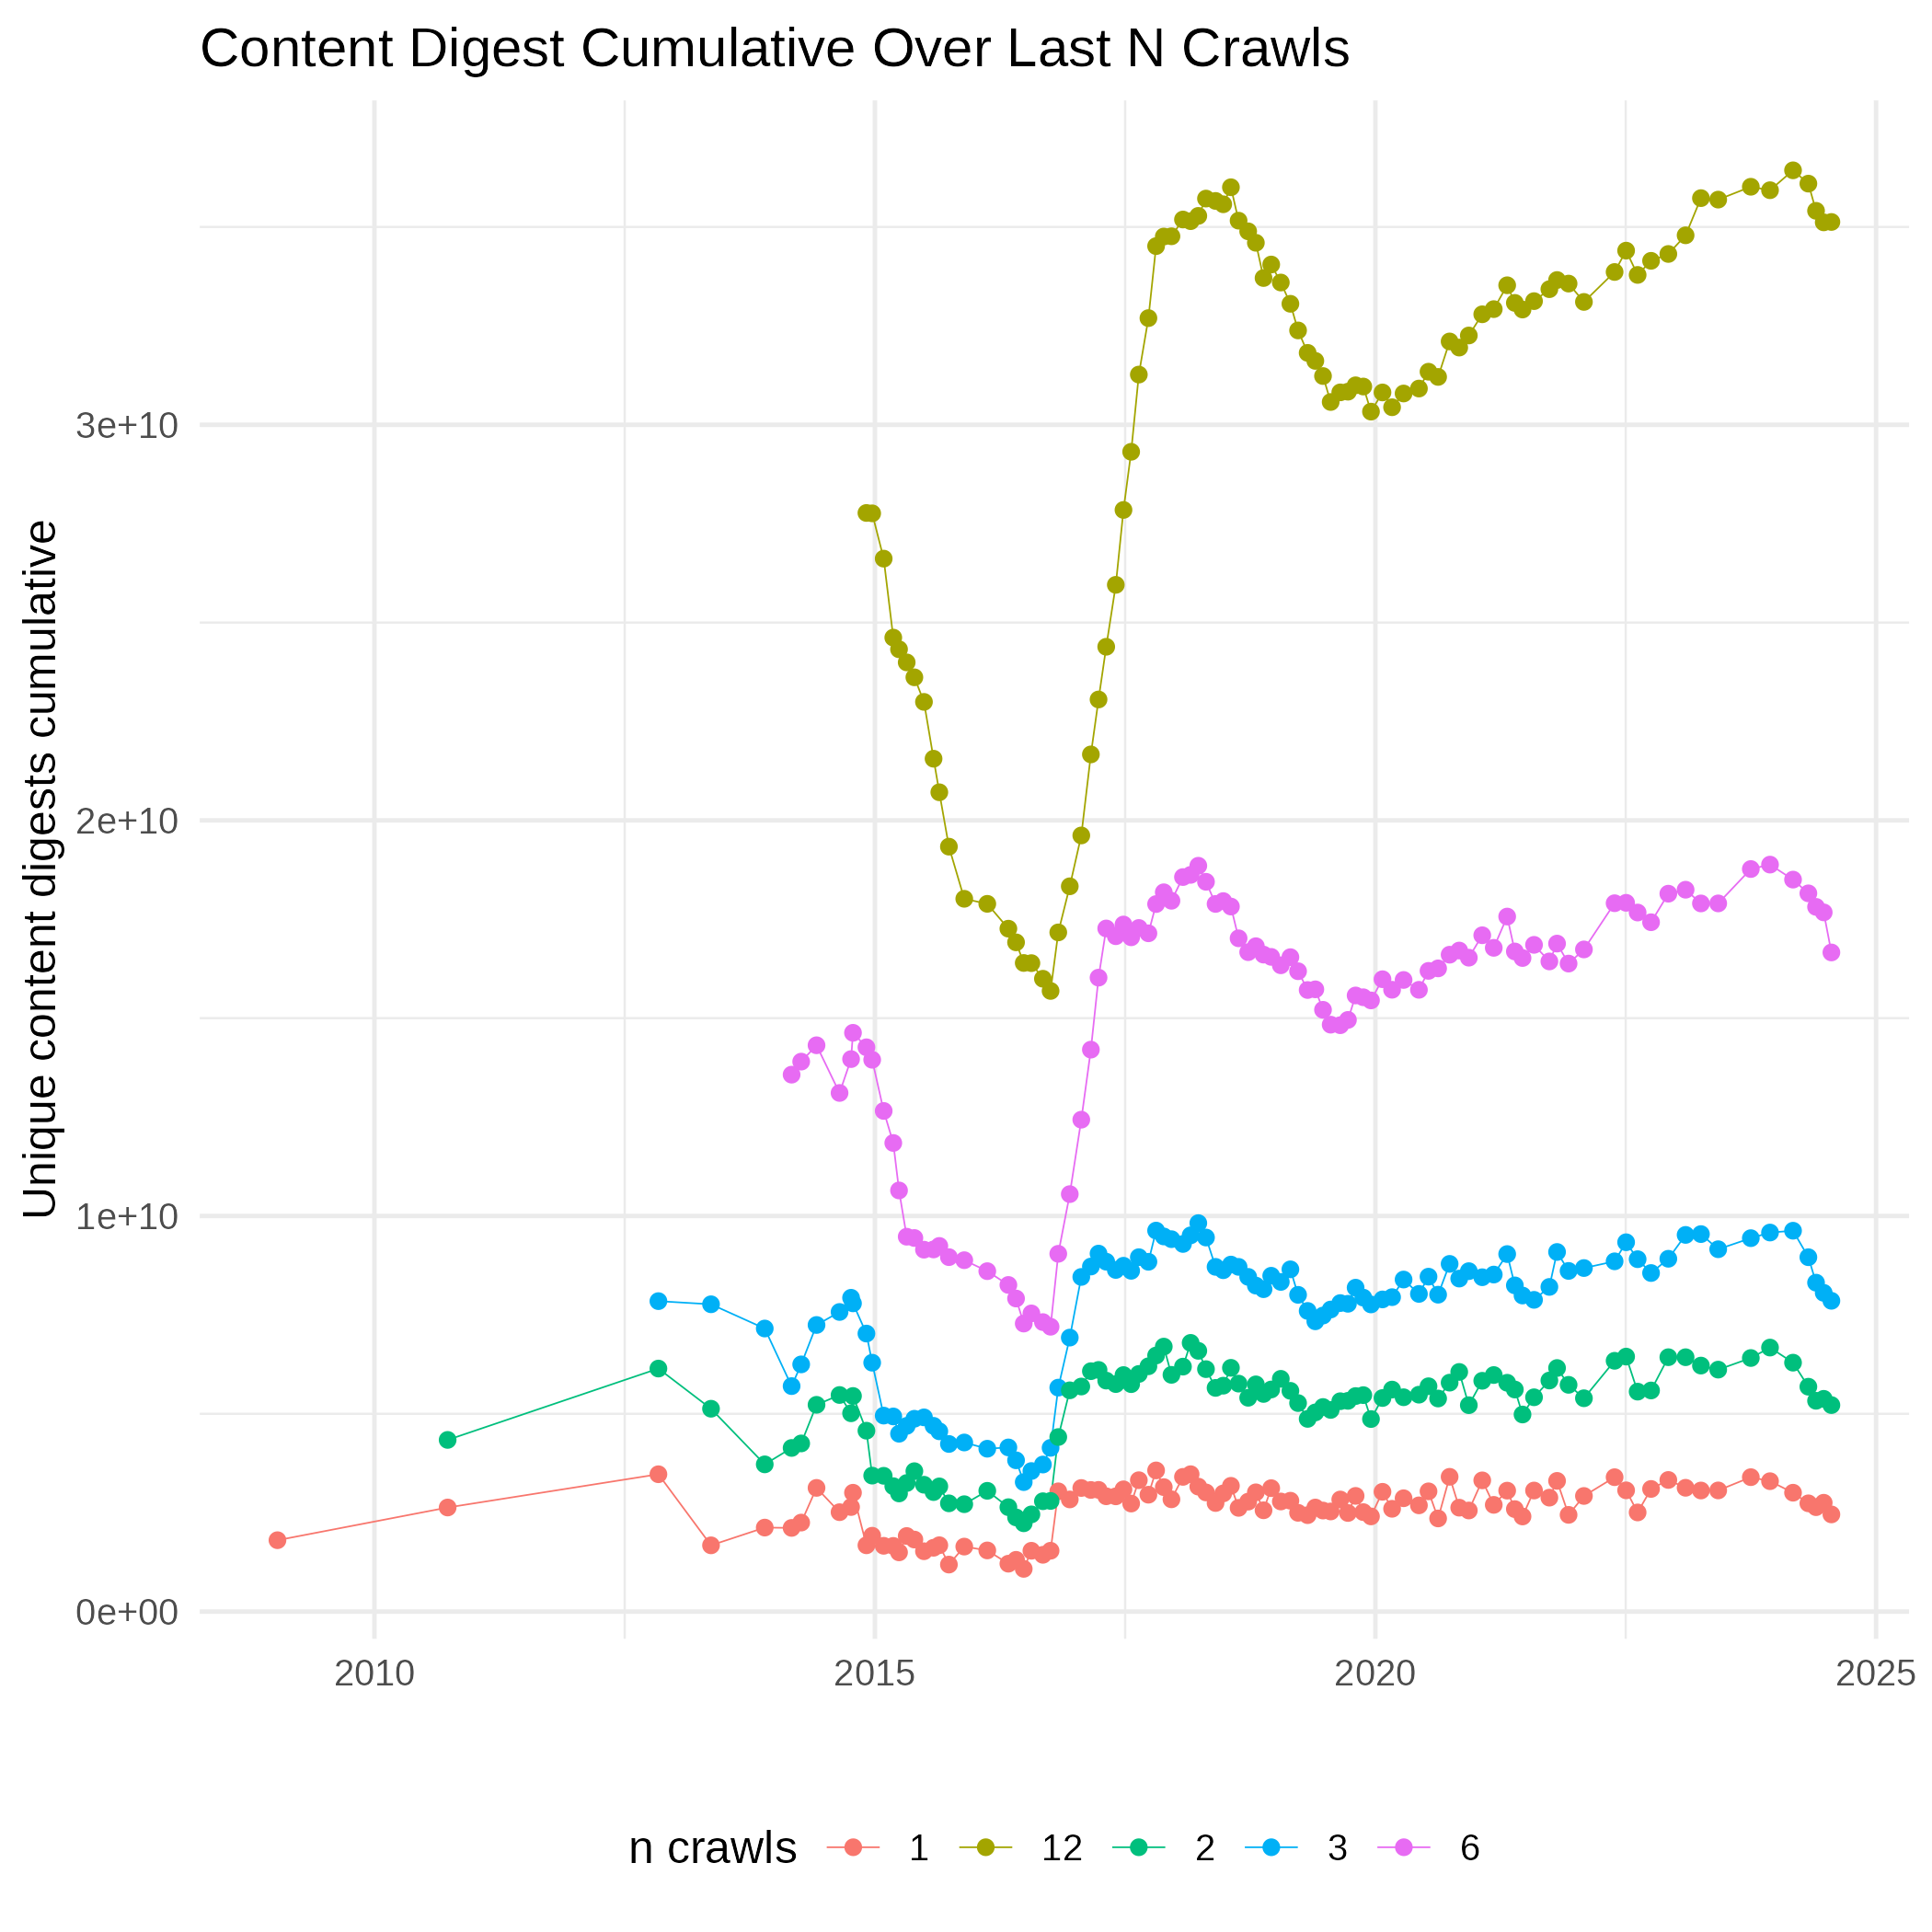 Content Digest Cumulative Over Last N Crawls
Unique content digests cumulative
3e+10
2e+10
1e+10
0e+00
2010 2015 2020 2025
n crawls 1 12 2 3 6